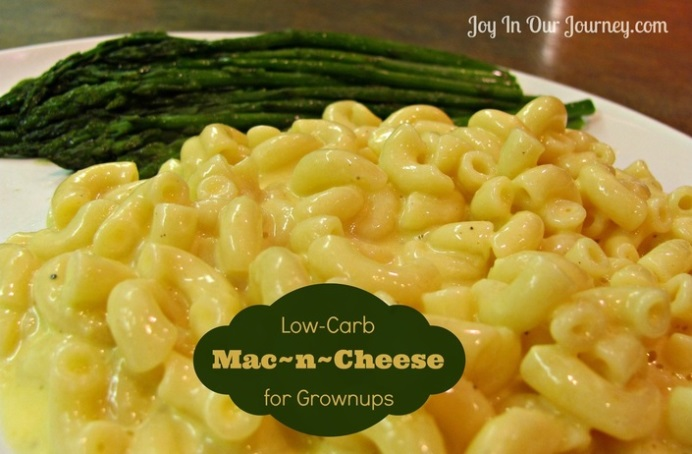 Joy In Our Journey.com
Low-Carb
Mac~n~Cheese
for Grownups